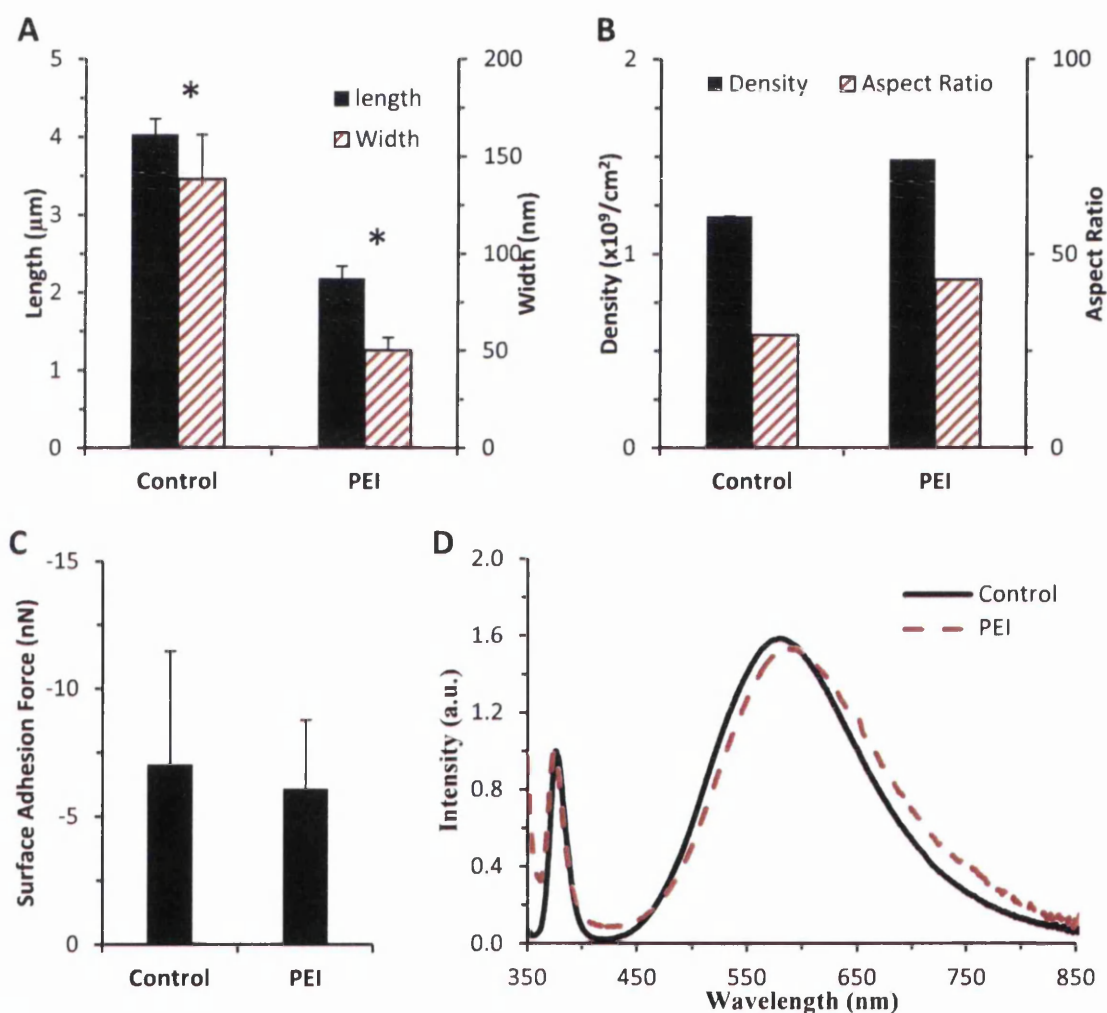 A
Length (µm)
5
4
3
2
1
0
*
*
length
Width
200
150
100
50
0
Width (nm)
Control PEI
B
Density (x10⁹/cm²)
2
1
0
Density Aspect Ratio
100
50
0
Aspect Ratio
Control PEI
C
Surface Adhesion Force (nN)
-15
-10
-5
0
Control PEI
D
Intensity (a.u.)
2.0
1.6
1.2
0.8
0.4
0.0
Control
PEI
350 450 550 650 750 850
Wavelength (nm)